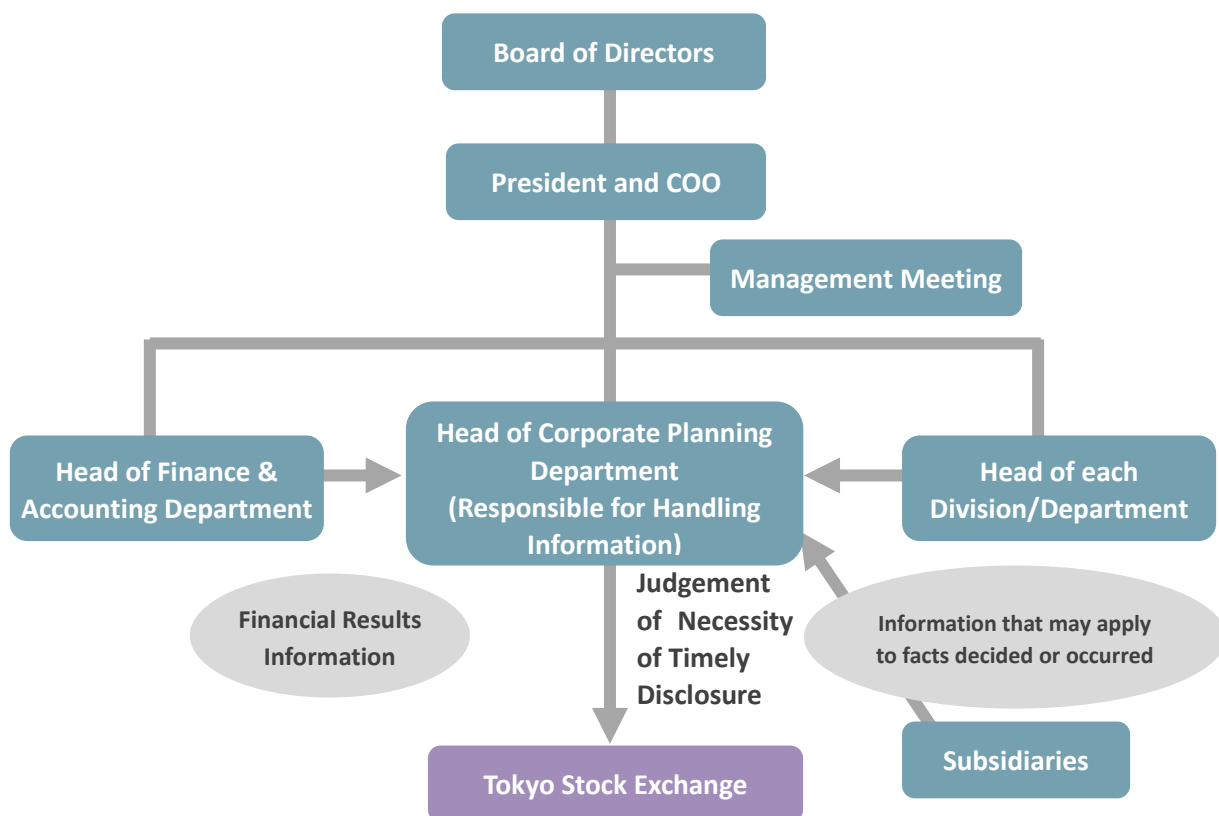 Board of Directors
President and COO
Management Meeting
Head of Finance &
Accounting Department
Head of Corporate Planning
Department
(Responsible for Handling
Information)
Head of each
Division/Department
Financial Results
Information
Judgement
of Necessity
of Timely
Disclosure
Information that may apply
to facts decided or occurred
Tokyo Stock Exchange
Subsidiaries